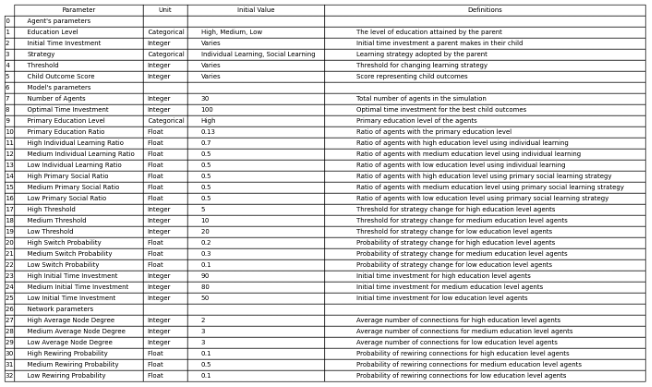 Parameter Unit Initial Value Definitions
0 Agent's parameters
1 Education Level Categorical High, Medium, Low The level of education attained by the parent
2 Initial Time Investment Integer Varies Initial time investment a parent makes in their child
3 Strategy Categorical Individual Learning, Social Learning Learning strategy adopted by the parent
4 Threshold Integer Varies Threshold for changing learning strategy
5 Child Outcome Score Integer Varies Score representing child outcomes
6 Model's parameters
7 Number of Agents Integer 30 Total number of agents in the simulation
8 Optimal Time Investment Integer 100 Optimal time investment for the best child outcomes
9 Primary Education Level Categorical High Primary education level of the agents
10 Primary Education Ratio Float 0.13 Ratio of agents with the primary education level
11 High Individual Learning Ratio Float 0.7 Ratio of agents with high education level using individual learning
12 Medium Individual Learning Ratio Float 0.5 Ratio of agents with medium education level using individual learning
13 Low Individual Learning Ratio Float 0.5 Ratio of agents with low education level using individual learning
14 High Primary Social Ratio Float 0.5 Ratio of agents with high education level using primary social learning strategy
15 Medium Primary Social Ratio Float 0.5 Ratio of agents with medium education level using primary social learning strategy
16 Low Primary Social Ratio Float 0.5 Ratio of agents with low education level using primary social learning strategy
17 High Threshold Integer 5 Threshold for strategy change for high education level agents
18 Medium Threshold Integer 10 Threshold for strategy change for medium education level agents
19 Low Threshold Integer 20 Threshold for strategy change for low education level agents
20 High Switch Probability Float 0.2 Probability of strategy change for high education level agents
21 Medium Switch Probability Float 0.3 Probability of strategy change for medium education level agents
22 Low Switch Probability Float 0.1 Probability of strategy change for low education level agents
23 High Initial Time Investment Integer 90 Initial time investment for high education level agents
24 Medium Initial Time Investment Integer 80 Initial time investment for medium education level agents
25 Low Initial Time Investment Integer 50 Initial time investment for low education level agents
26 Network parameters
27 High Average Node Degree Integer 2 Average number of connections for high education level agents
28 Medium Average Node Degree Integer 3 Average number of connections for medium education level agents
29 Low Average Node Degree Integer 3 Average number of connections for low education level agents
30 High Rewiring Probability Float 0.1 Probability of rewiring connections for high education level agents
31 Medium Rewiring Probability Float 0.5 Probability of rewiring connections for medium education level agents
32 Low Rewiring Probability Float 0.1 Probability of rewiring connections for low education level agents